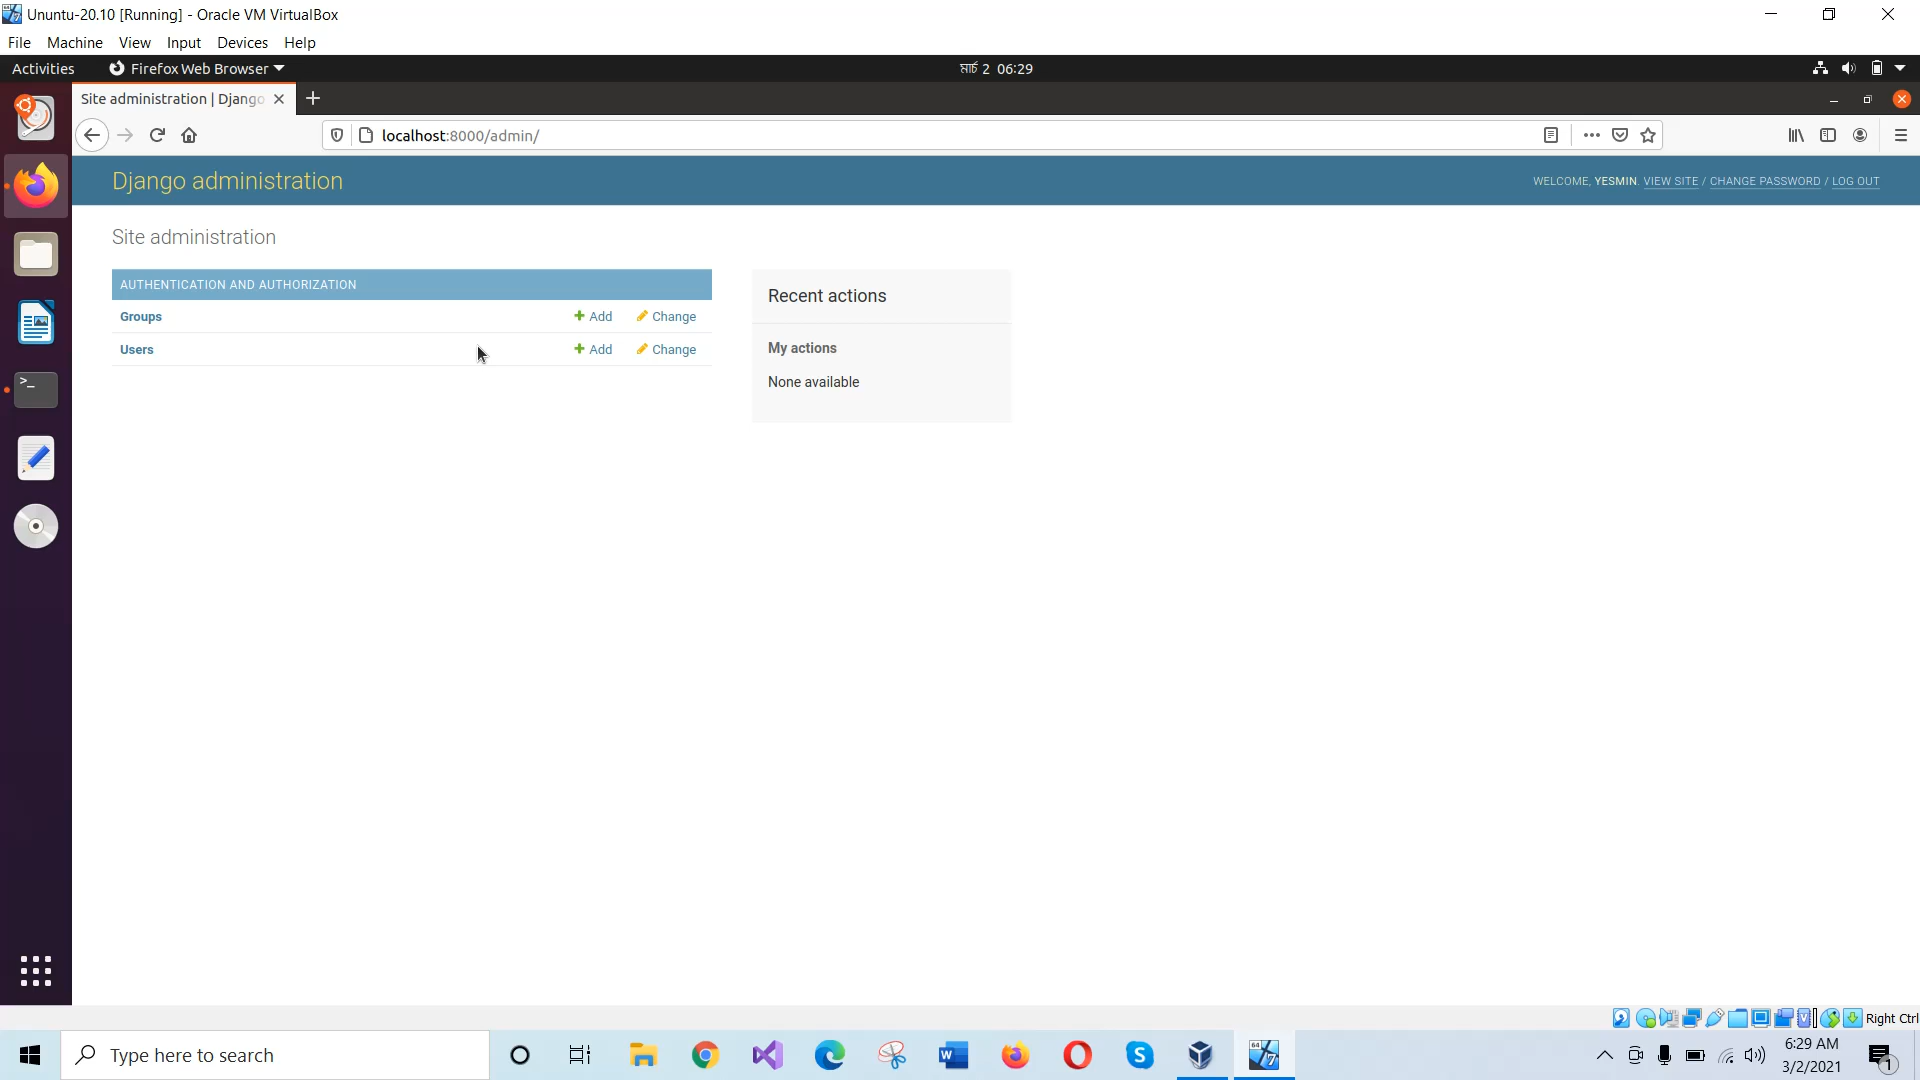 Ununtu-20.10 [Running] - Oracle VM VirtualBox
File Machine View Input Devices Help
Activities Firefox Web Browser মার্চ 2 06:29
Site administration | Django
localhost:8000/admin/
Django administration
WELCOME, YESMIN. VIEW SITE / CHANGE PASSWORD / LOG OUT
Site administration
AUTHENTICATION AND AUTHORIZATION
Groups + Add Change
Users + Add Change
Recent actions
My actions
None available
Right Ctrl
Type here to search
6:29 AM
3/2/2021
1